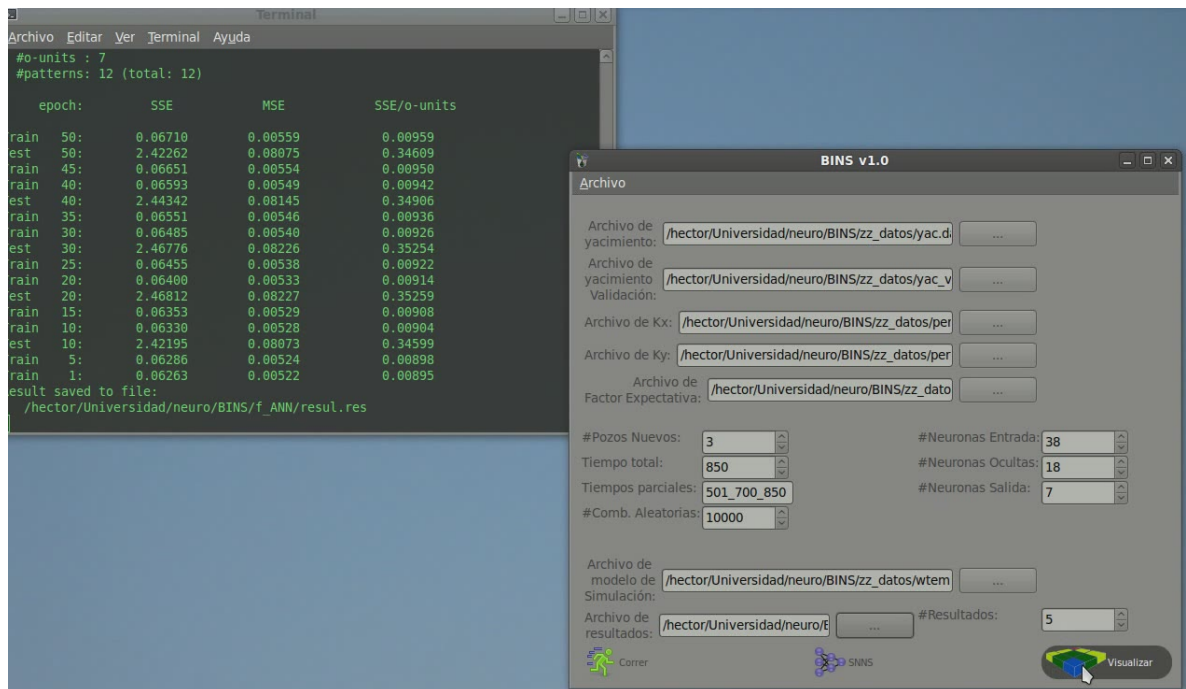 Terminal
Archivo Editar Ver Terminal Ayuda
#o-units : 7
#patterns: 12 (total: 12)
epoch: SSE MSE SSE/o-units
rain 50: 0.06710 0.00559 0.00959
est 50: 2.42262 0.08075 0.34609
rain 45: 0.06651 0.00554 0.00950
rain 40: 0.06593 0.00549 0.00942
est 40: 2.44342 0.08145 0.34906
rain 35: 0.06551 0.00546 0.00936
rain 30: 0.06485 0.00540 0.00926
est 30: 2.46776 0.08226 0.35254
rain 25: 0.06455 0.00538 0.00922
rain 20: 0.06400 0.00533 0.00914
est 20: 2.46812 0.08227 0.35259
rain 15: 0.06353 0.00529 0.00908
rain 10: 0.06330 0.00528 0.00904
est 10: 2.42195 0.08073 0.34599
rain 5: 0.06286 0.00524 0.00898
rain 1: 0.06263 0.00522 0.00895
esult saved to file:
/hector/Universidad/neuro/BINS/f_ANN/resul.res
BINS v1.0
Archivo
Archivo de
yacimiento: /hector/Universidad/neuro/BINS/zz_datos/yac.d ...
Archivo de
yacimiento /hector/Universidad/neuro/BINS/zz_datos/yac_v ...
Validación:
Archivo de Kx: /hector/Universidad/neuro/BINS/zz_datos/per ...
Archivo de Ky: /hector/Universidad/neuro/BINS/zz_datos/per ...
Archivo de
Factor Expectativa: /hector/Universidad/neuro/BINS/zz_dato ...
#Pozos Nuevos: 3 #Neuronas Entrada: 38
Tiempo total: 850 #Neuronas Ocultas: 18
Tiempos parciales: 501_700_850 #Neuronas Salida: 7
#Comb. Aleatorias: 10000
Archivo de
modelo de /hector/Universidad/neuro/BINS/zz_datos/wtem ...
Simulación:
Archivo de
resultados: /hector/Universidad/neuro/B ... #Resultados: 5
Correr SNNS Visualizar